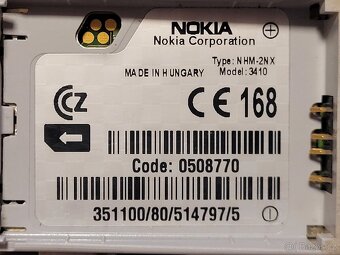 NOKIA
Nokia Corporation
Type: NHM-2NX
MADE IN HUNGARY Model: 3410
CZ
CE 168
Code: 0508770
351100/80/514797/5